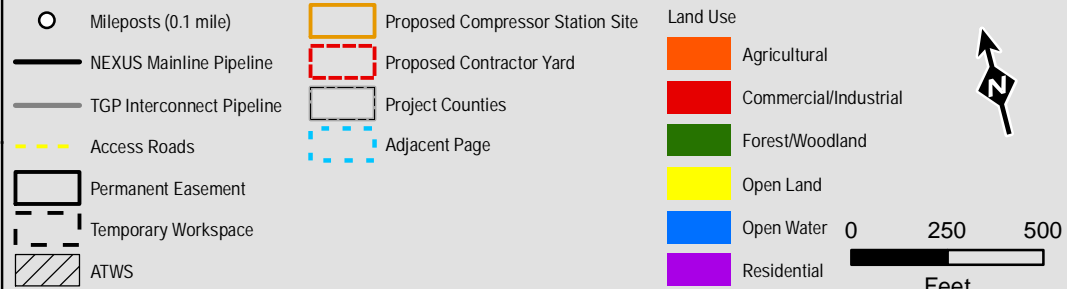 Mileposts (0.1 mile)
NEXUS Mainline Pipeline
TGP Interconnect Pipeline
Access Roads
Permanent Easement
Temporary Workspace
ATWS
Proposed Compressor Station Site
Proposed Contractor Yard
Project Counties
Adjacent Page
Land Use
Agricultural
Commercial/Industrial
Forest/Woodland
Open Land
Open Water
Residential
N
0 250 500
Feet